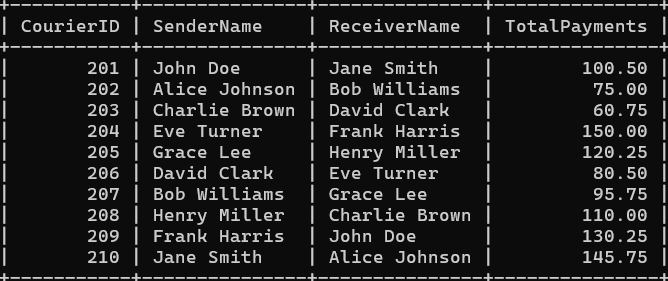 CourierID | SenderName | ReceiverName | TotalPayments
201 | John Doe | Jane Smith | 100.50
202 | Alice Johnson | Bob Williams | 75.00
203 | Charlie Brown | David Clark | 60.75
204 | Eve Turner | Frank Harris | 150.00
205 | Grace Lee | Henry Miller | 120.25
206 | David Clark | Eve Turner | 80.50
207 | Bob Williams | Grace Lee | 95.75
208 | Henry Miller | Charlie Brown | 110.00
209 | Frank Harris | John Doe | 130.25
210 | Jane Smith | Alice Johnson | 145.75